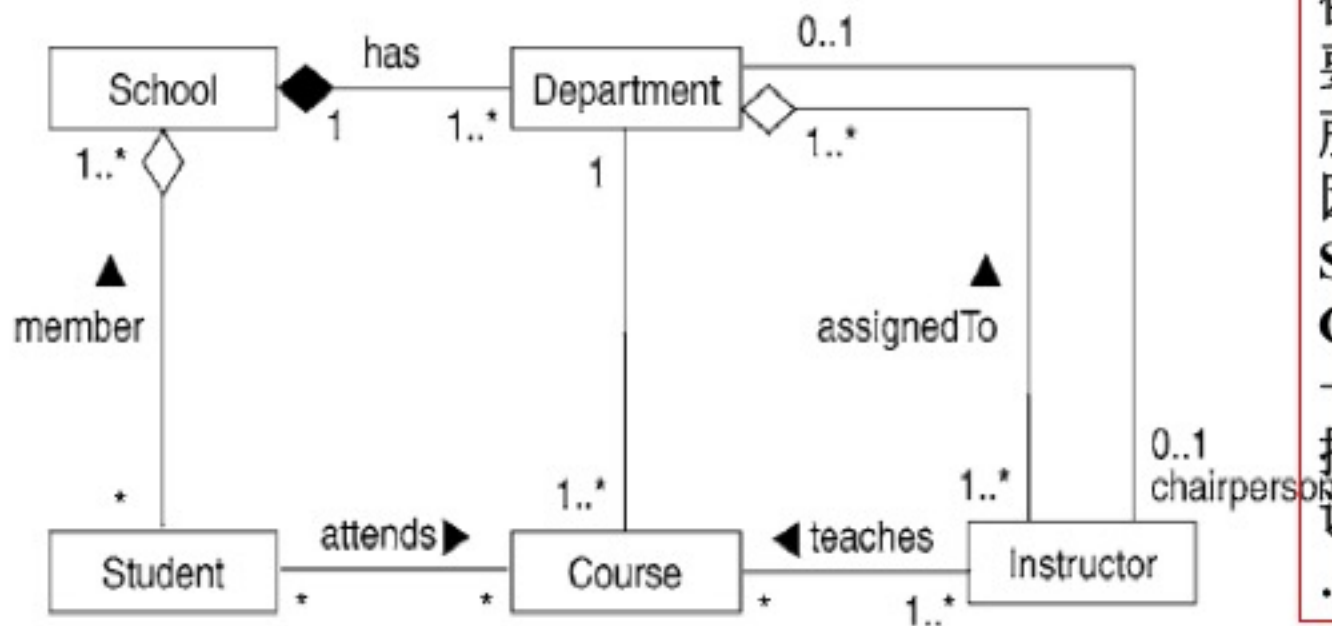 0..1
has
School
Department
1
1..*
1..*
1..*
1
member
assignedTo
0..1
1..*
chairperson
*
1..*
attends
teaches
Student
Course
Instructor
*
*
*
1..*